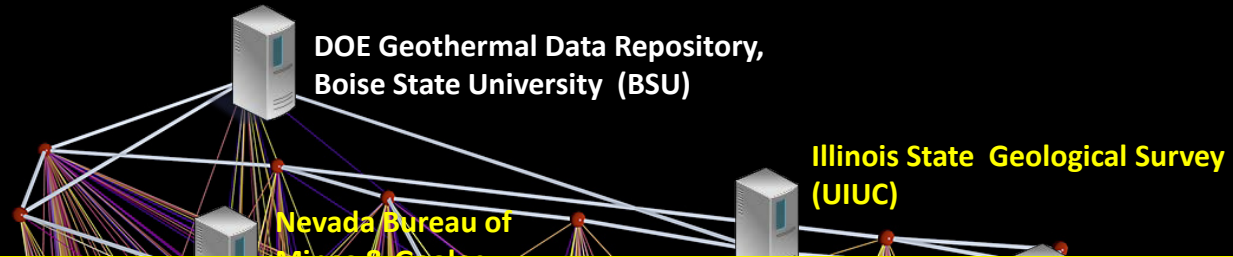 DOE Geothermal Data Repository,
Boise State University (BSU)
Illinois State Geological Survey
(UIUC)
Nevada Bureau of